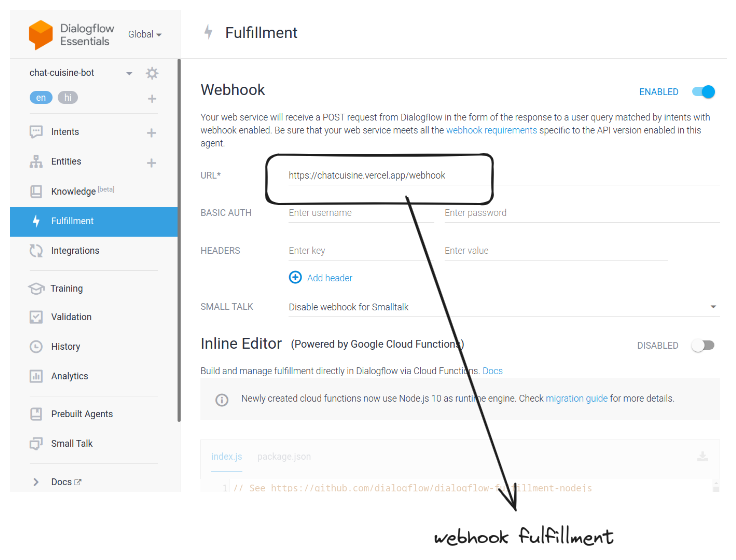 Dialogflow
Essentials
Global
Fulfillment
chat-cuisine-bot
en hi
Intents
Entities
Knowledge [beta]
Fulfillment
Integrations
Training
Validation
History
Analytics
Prebuilt Agents
Small Talk
Docs
Webhook
ENABLED
Your web service will receive a POST request from Dialogflow in the form of the response to a user query matched by intents with
webhook enabled. Be sure that your web service meets all the webhook requirements specific to the API version enabled in this
agent.
URL* https://chatcuisine.vercel.app/webhook
BASIC AUTH Enter username Enter password
HEADERS Enter key Enter value
Add header
SMALL TALK Disable webhook for Smalltalk
Inline Editor (Powered by Google Cloud Functions) DISABLED
Build and manage fulfillment directly in Dialogflow via Cloud Functions. Docs
Newly created cloud functions now use Node.js 10 as runtime engine. Check migration guide for more details.
index.js package.json
1 // See https://github.com/dialogflow/dialogflow-fulfillment-nodejs
webhook fulfillment